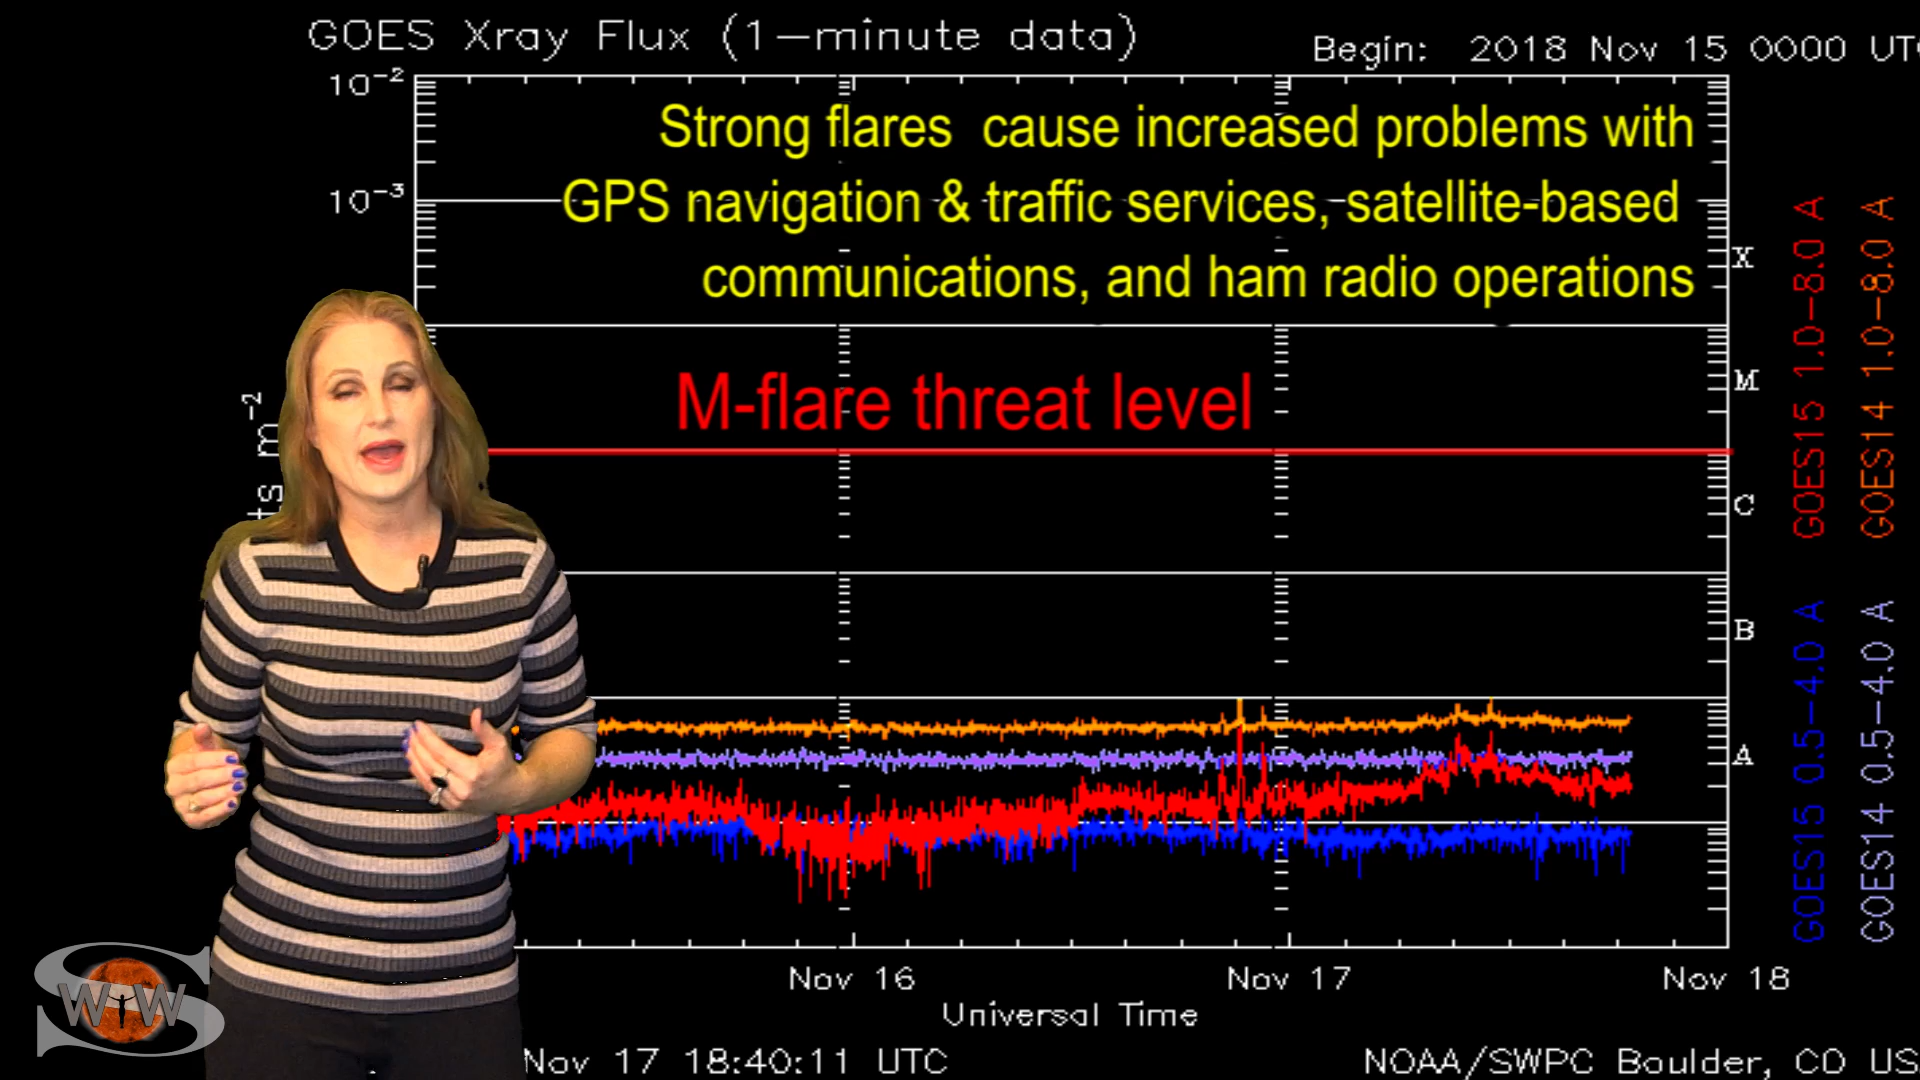 GOES Xray Flux (1-minute data)
Begin: 2018 Nov 15 0000
10-2
Strong flares cause increased problems with
10-3
GPS navigation & traffic services, satellite-based
communications, and ham radio operations
X
M-flare threat level
M
m-2
C
B
A
GOES15 1.0-8.0 A
GOES14 1.0-8.0 A
GOES15 0.5-4.0 A
GOES14 0.5-4.0 A
Nov 16
Nov 17
Nov 18
Universal Time
Nov 17 18:40:11 UTC
NOAA/SWPC Boulder, CO US
S
WTW